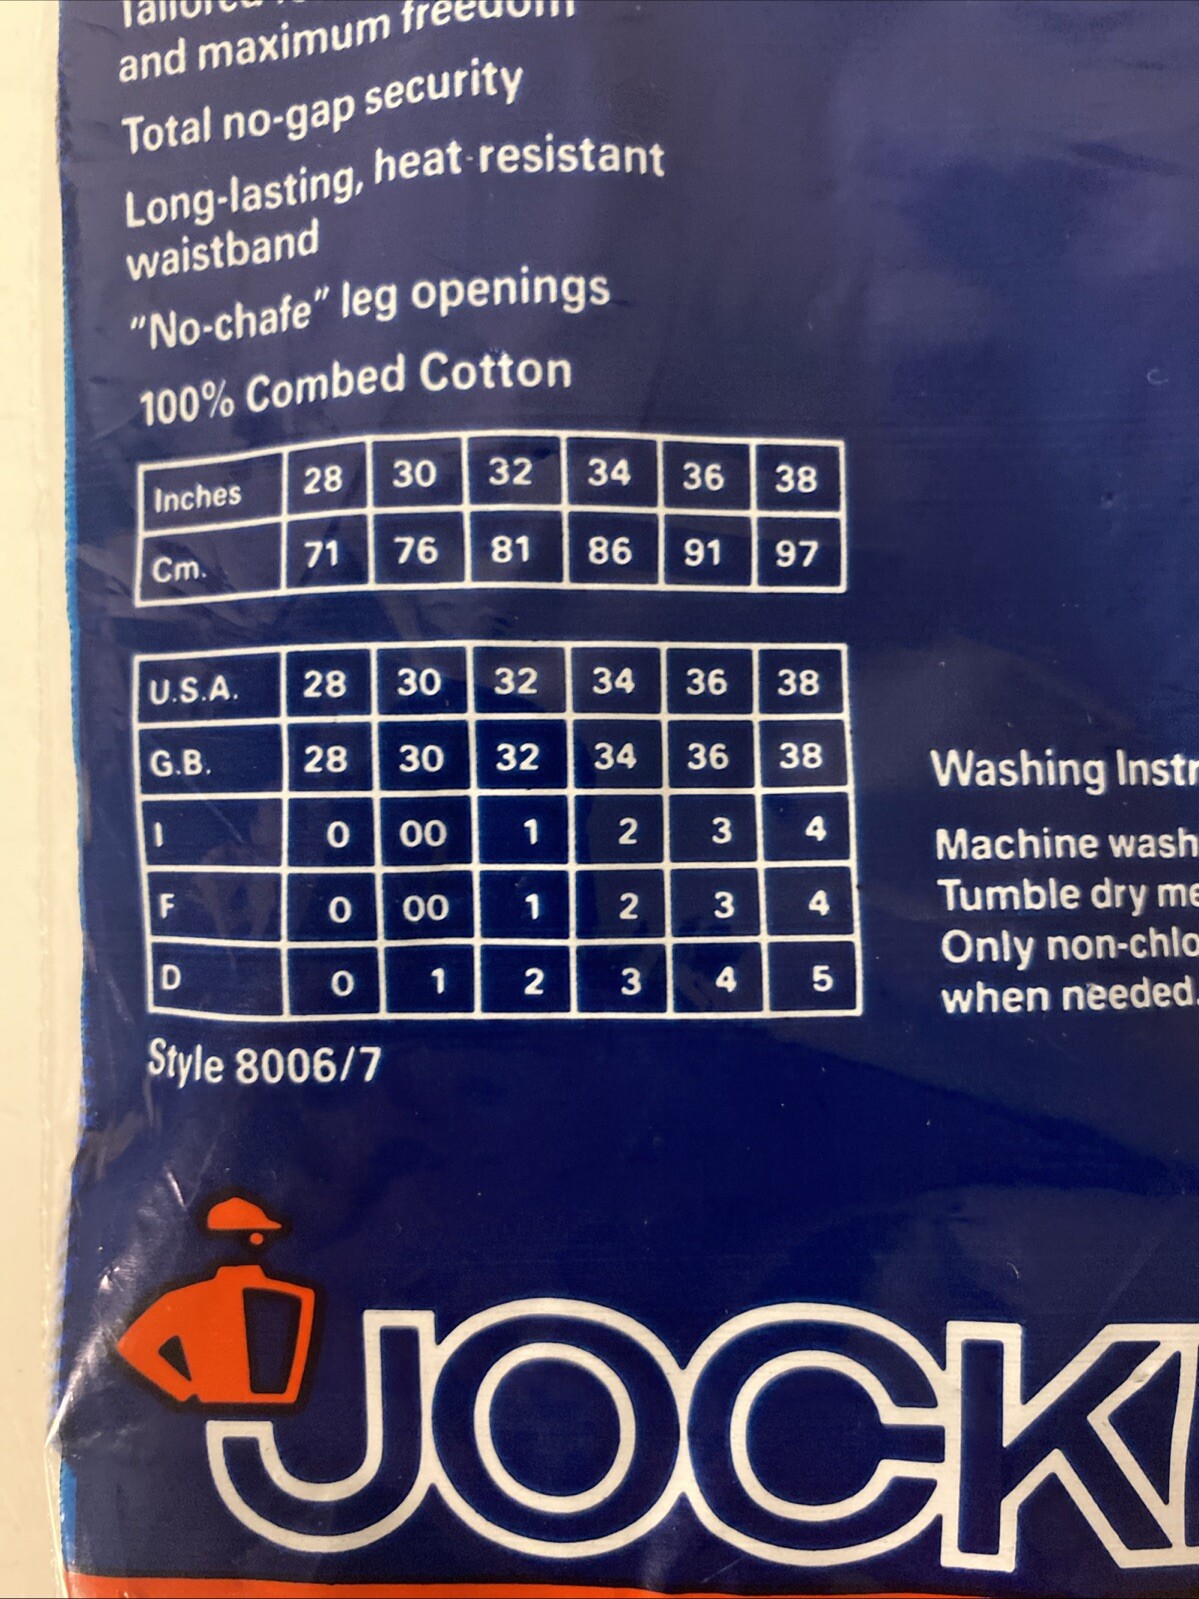 Tailored
and maximum freedom
Total no-gap security
Long-lasting, heat-resistant
waistband
"No-chafe" leg openings
100% Combed Cotton
Inches 28 30 32 34 36 38
Cm. 71 76 81 86 91 97
U.S.A. 28 30 32 34 36 38
G.B. 28 30 32 34 36 38
I 0 00 1 2 3 4
F 0 00 1 2 3 4
D 0 1 2 3 4 5
Style 8006/7
Washing Instr
Machine wash
Tumble dry me
Only non-chlo
when needed.
JOCK